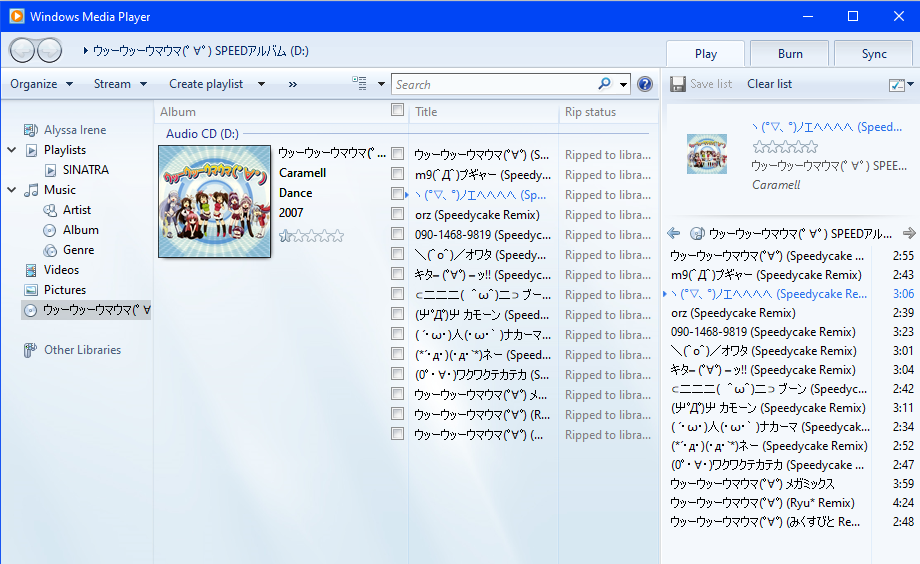 Windows Media Player
ウッーウッーウマウマ(ﾟ∀ﾟ) SPEEDアルバム (D:)
Play
Burn
Sync
Organize
Stream
Create playlist
»
Search
Save list
Clear list
Album
Title
Rip status
Alyssa Irene
Playlists
SINATRA
Music
Artist
Album
Genre
Videos
Pictures
ウッーウッーウマウマ(ﾟ∀
Other Libraries
Audio CD (D:)
ウッーウッーウマウマ(ﾟ...
Caramell
Dance
2007
ウッーウッーウマウマ(ﾟ∀ﾟ) (S... Ripped to libra...
m9(^Д^)プギャー (Speedy... Ripped to libra...
ヽ(°▽、°)ノエヘヘヘヘ (Sp... Ripped to libra...
orz (Speedycake Remix) Ripped to libra...
090-1468-9819 (Speedyc... Ripped to libra...
＼(^o^)／オワタ (Speedy... Ripped to libra...
キタ━(ﾟ∀ﾟ)━ッ!! (Speedyc... Ripped to libra...
⊂二二二( ＾ω^)二⊃ ブー... Ripped to libra...
(屮ﾟДﾟ)屮 カモーン (Speed... Ripped to libra...
(´･ω･)人(･ω･｀)ナカーマ... Ripped to libra...
(*´･д･)(･д･`*)ネー (Speed... Ripped to libra...
(0ﾟ･∀･)ワクワクテカテカ (S... Ripped to libra...
ウッーウッーウマウマ(ﾟ∀ﾟ) メ... Ripped to libra...
ウッーウッーウマウマ(ﾟ∀ﾟ) (R... Ripped to libra...
ウッーウッーウマウマ(ﾟ∀ﾟ) (... Ripped to libra...
ヽ(°▽、°)ノエヘヘヘヘ (Speed...
ウッーウッーウマウマ(ﾟ∀ﾟ) SPE...
Caramell
ウッーウッーウマウマ(ﾟ∀ﾟ) SPEEDアル...
ウッーウッーウマウマ(ﾟ∀ﾟ) (Speedycake ... 2:55
m9(^Д^)プギャー (Speedycake Remix) 2:43
ヽ(°▽、°)ノエヘヘヘヘ (Speedycake Re... 3:06
orz (Speedycake Remix) 2:39
090-1468-9819 (Speedycake Remix) 3:23
＼(^o^)／オワタ (Speedycake Remix) 3:01
キタ━(ﾟ∀ﾟ)━ッ!! (Speedycake Remix) 3:04
⊂二二二( ＾ω^)二⊃ ブーン (Speedyc... 2:42
(屮ﾟДﾟ)屮 カモーン (Speedycake Remix) 3:11
(´･ω･)人(･ω･｀)ナカーマ (Speedycak... 2:34
(*´･д･)(･д･`*)ネー (Speedycake Remix) 2:52
(0ﾟ･∀･)ワクワクテカテカ (Speedycake ... 2:47
ウッーウッーウマウマ(ﾟ∀ﾟ) メガミックス 3:59
ウッーウッーウマウマ(ﾟ∀ﾟ) (Ryu* Remix) 4:24
ウッーウッーウマウマ(ﾟ∀ﾟ) (みくすびと Re... 2:48